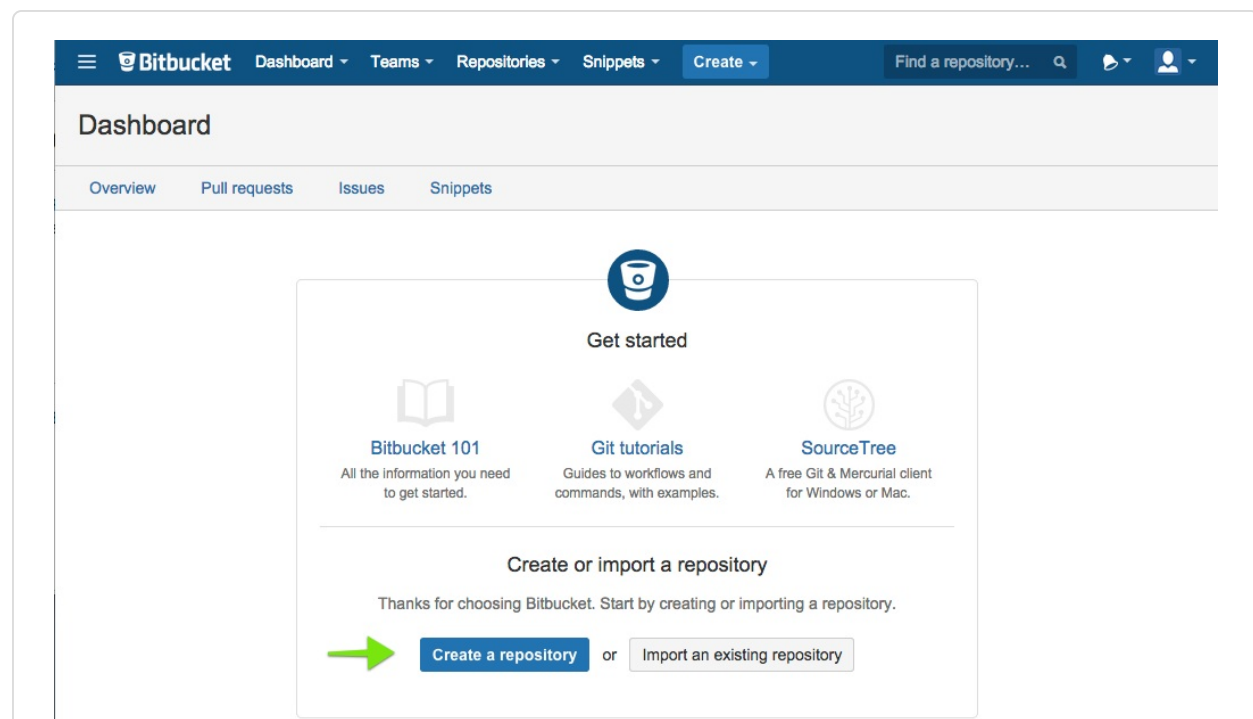 Bitbucket Dashboard Teams Repositories Snippets Create Find a repository...
Dashboard
Overview Pull requests Issues Snippets
Get started
Bitbucket 101 Git tutorials SourceTree
All the information you need Guides to workflows and A free Git & Mercurial client
to get started. commands, with examples. for Windows or Mac.
Create or import a repository
Thanks for choosing Bitbucket. Start by creating or importing a repository.
Create a repository or Import an existing repository